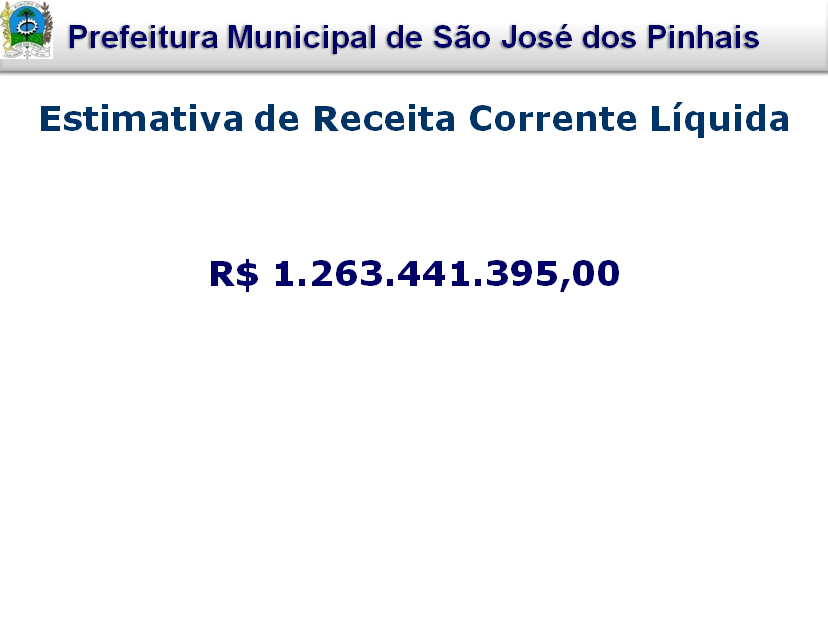 Prefeitura Municipal de São José dos Pinhais
Estimativa de Receita Corrente Líquida
R$ 1.263.441.395,00